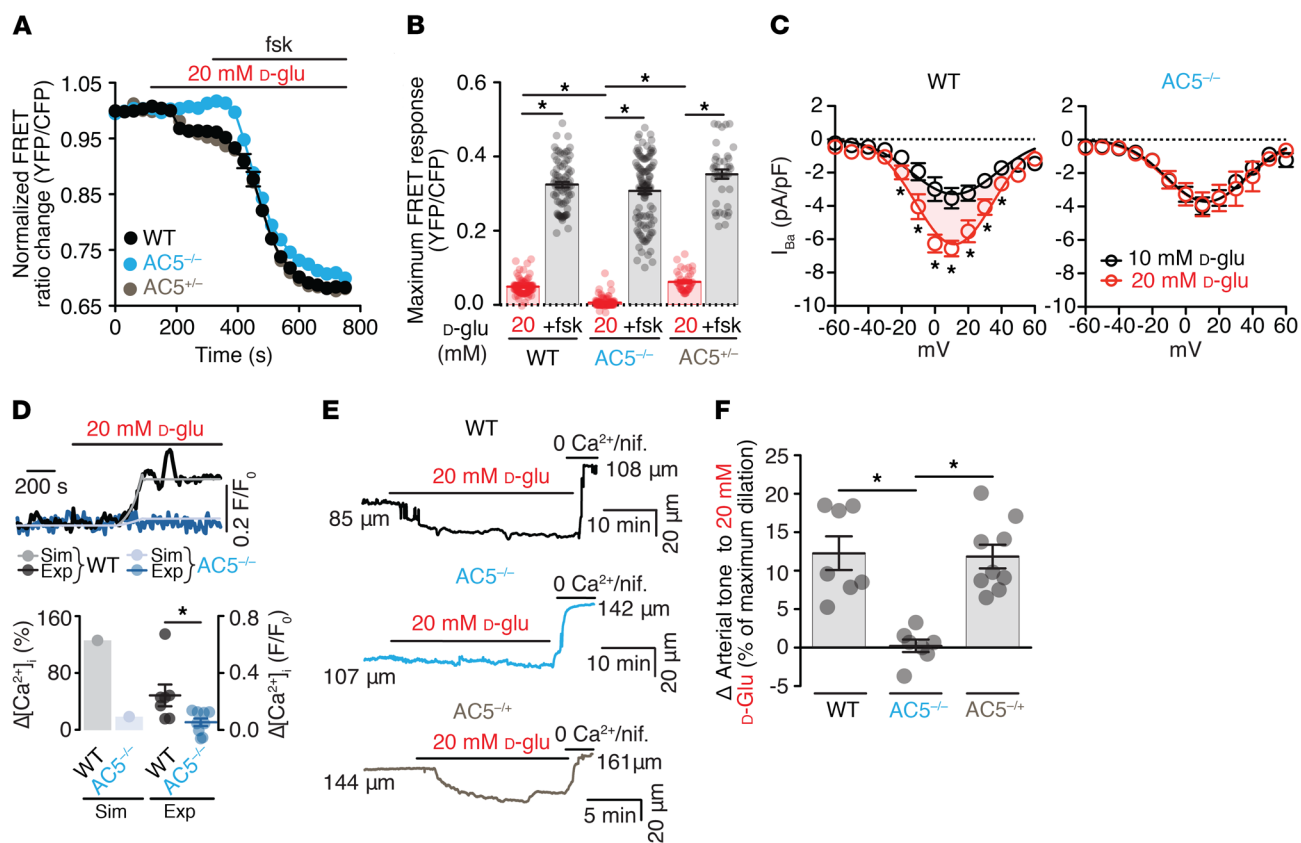 A
fsk
20 mM D-glu
Normalized FRET
ratio change (YFP/CFP)
1.05
0.95
0.85
0.75
0.65
WT
AC5–/–
AC5+/–
0 200 400 600 800
Time (s)
B
Maximum FRET response
(YFP/CFP)
0.6
0.4
0.2
0.0
* * * * *
D-glu
(mM)
20 +fsk 20 +fsk 20 +fsk
WT AC5–/– AC5+/–
C
WT AC5–/–
IBa (pA/pF)
2
0
-2
-4
-6
-8
-10
* * * * * * *
-60 -20 0 20 60
mV
2
0
-2
-4
-6
-8
-10
10 mM D-glu
20 mM D-glu
-60 -20 0 20 60
mV
D
20 mM D-glu
200 s
0.2 F/F0
Sim
Exp
WT
Sim
Exp
AC5–/–
Δ[Ca2+]i (%)
160
80
0
*
0.8
0.4
0.0
Δ[Ca2+]i (F/F0)
WT AC5–/– WT AC5–/–
Sim Exp
E
WT
0 Ca2+/nif.
20 mM D-glu
108 µm
85 µm
10 min
20 µm
AC5–/–
0 Ca2+/nif.
20 mM D-glu
142 µm
107 µm
10 min
20 µm
AC5–/+
0 Ca2+/nif.
20 mM D-glu
161µm
144 µm
5 min
20 µm
F
Δ Arterial tone to 20 mM
D-Glu (% of maximum dilation)
25
20
15
10
5
0
-5
* *
WT AC5–/– AC5–/+